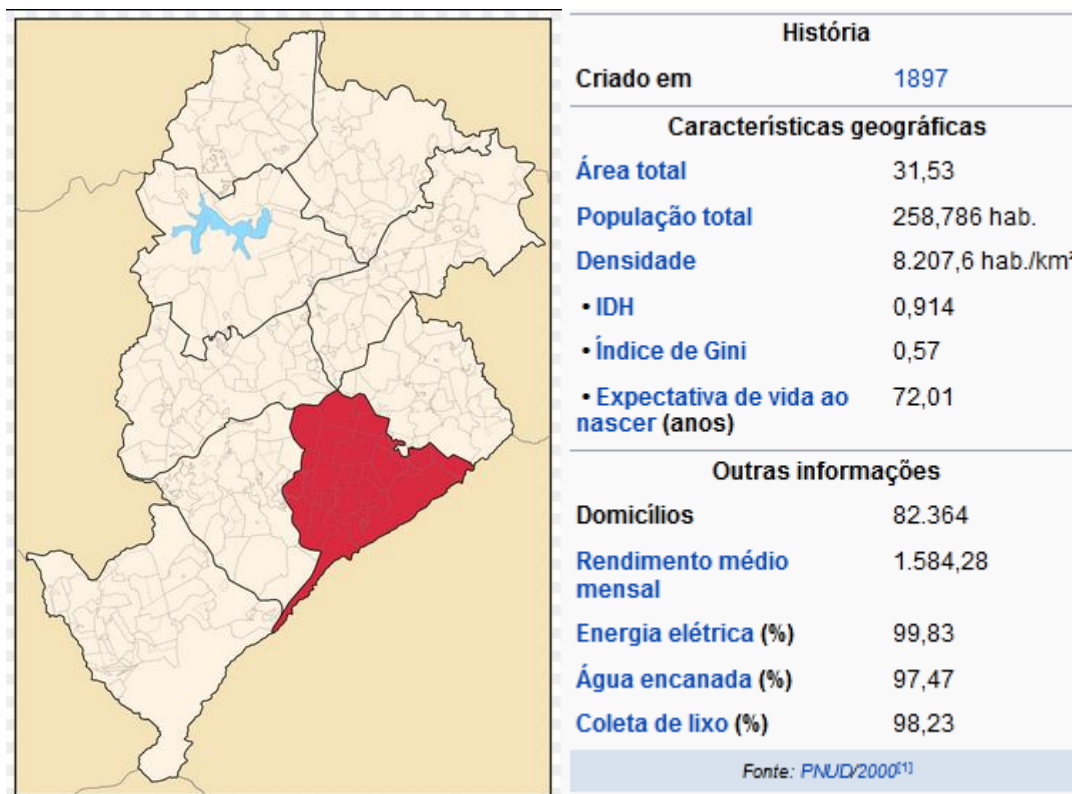 História
Criado em 1897
Características geográficas
Área total 31,53
População total 258,786 hab.
Densidade 8.207,6 hab./km²
• IDH 0,914
• Índice de Gini 0,57
• Expectativa de vida ao 72,01
nascer (anos)
Outras informações
Domicílios 82.364
Rendimento médio 1.584,28
mensal
Energia elétrica (%) 99,83
Água encanada (%) 97,47
Coleta de lixo (%) 98,23
Fonte: PNUD/2000[1]